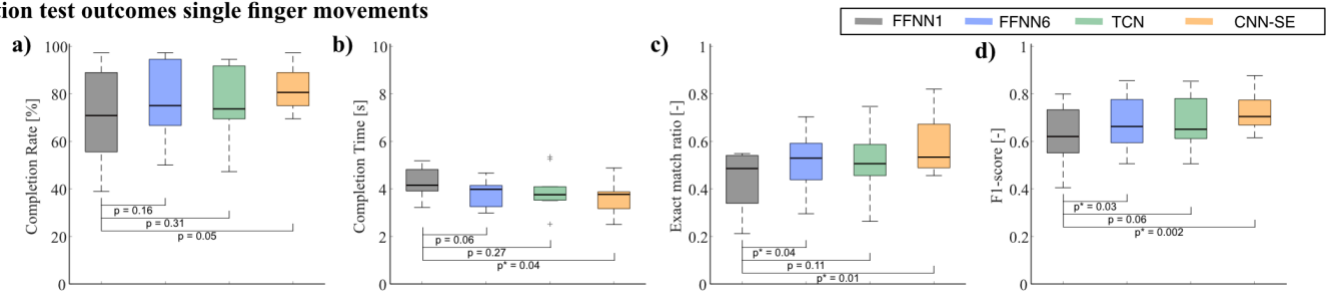 tion test outcomes single finger movements
FFNN1 FFNN6 TCN CNN-SE
a)
Completion Rate [%]
100
80
60
40
20
0
p = 0.16
p = 0.31
p = 0.05
b)
Completion Time [s]
10
8
6
4
2
0
p = 0.06
p = 0.27
p* = 0.04
c)
Exact match ratio [-]
1
0.8
0.6
0.4
0.2
0
p* = 0.04
p = 0.11
p* = 0.01
d)
F1-score [-]
1
0.8
0.6
0.4
0.2
0
p* = 0.03
p = 0.06
p* = 0.002